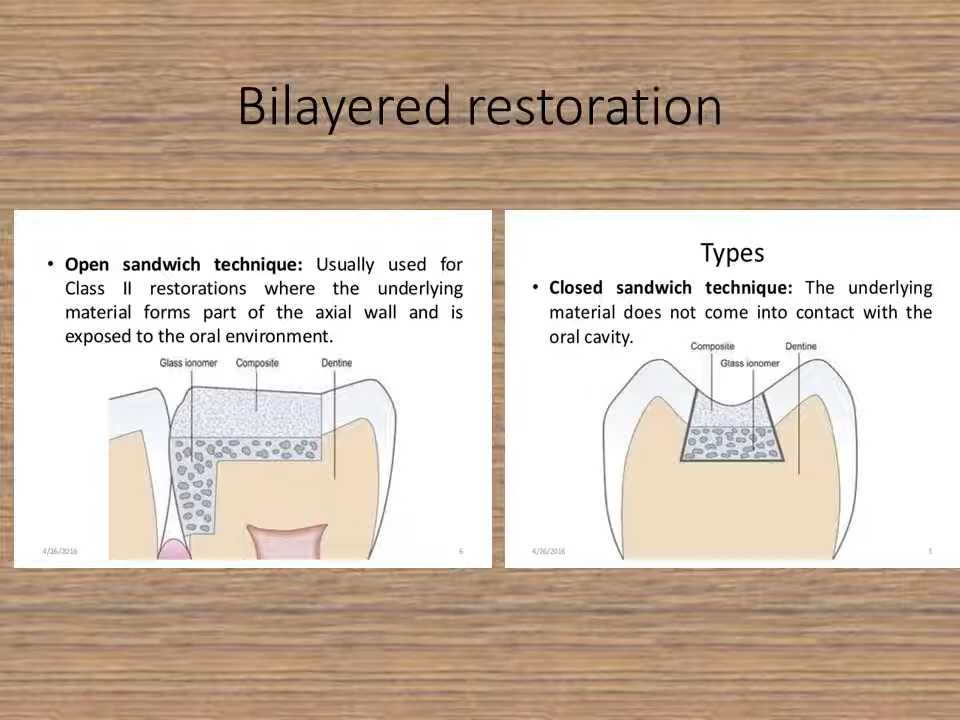 Bilayered restoration
• Open sandwich technique: Usually used for
Class II restorations where the underlying
material forms part of the axial wall and is
exposed to the oral environment.
Glass ionomer Composite Dentine
4/26/2016 6
Types
• Closed sandwich technique: The underlying
material does not come into contact with the
oral cavity.
Composite Dentine
Glass ionomer
4/26/2016 5